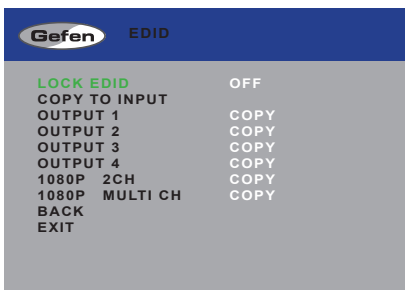 Gefen EDID
LOCK EDID OFF
COPY TO INPUT
OUTPUT 1 COPY
OUTPUT 2 COPY
OUTPUT 3 COPY
OUTPUT 4 COPY
1080P 2CH COPY
1080P MULTI CH COPY
BACK
EXIT